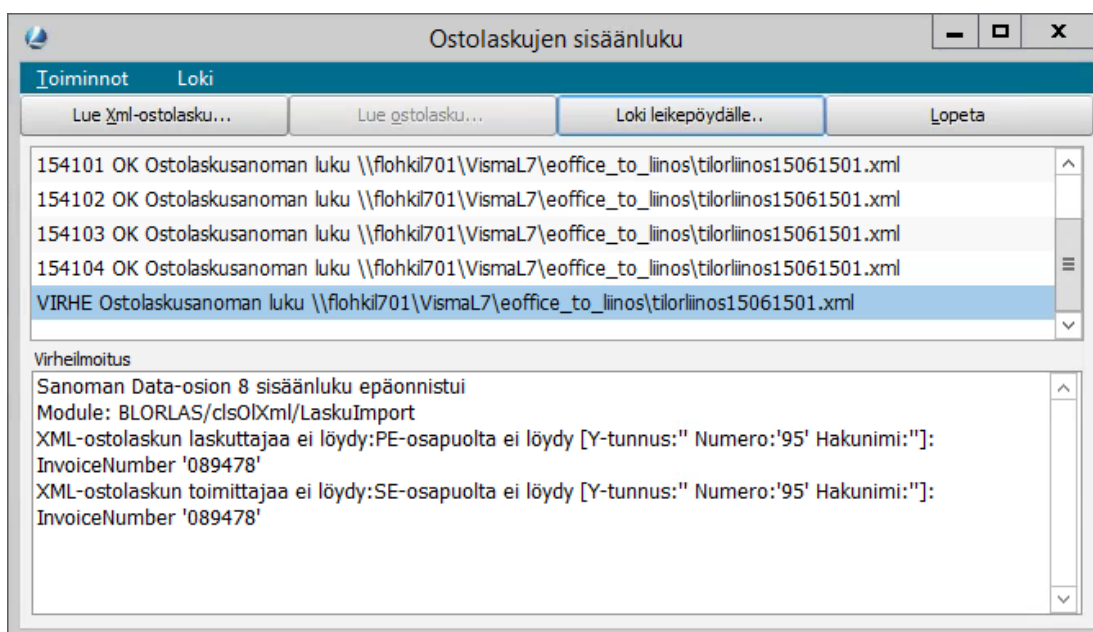 Ostolaskujen sisäänluku
Toiminnot Loki
Lue Xml-ostolasku... Lue ostolasku... Loki leikepöydälle.. Lopeta
154101 OK Ostolaskusanoman luku \\flohkil701\VismaL7\eoffice_to_liinos\tilorliinos15061501.xml
154102 OK Ostolaskusanoman luku \\flohkil701\VismaL7\eoffice_to_liinos\tilorliinos15061501.xml
154103 OK Ostolaskusanoman luku \\flohkil701\VismaL7\eoffice_to_liinos\tilorliinos15061501.xml
154104 OK Ostolaskusanoman luku \\flohkil701\VismaL7\eoffice_to_liinos\tilorliinos15061501.xml
VIRHE Ostolaskusanoman luku \\flohkil701\VismaL7\eoffice_to_liinos\tilorliinos15061501.xml
Virheilmoitus
Sanoman Data-osion 8 sisäänluku epäonnistui
Module: BLORLAS/clsOlXml/LaskuImport
XML-ostolaskun laskuttajaa ei löydy:PE-osapuolta ei löydy [Y-tunnus:'' Numero:'95' Hakunimi:'']:
InvoiceNumber '089478'
XML-ostolaskun toimittajaa ei löydy:SE-osapuolta ei löydy [Y-tunnus:'' Numero:'95' Hakunimi:'']:
InvoiceNumber '089478'